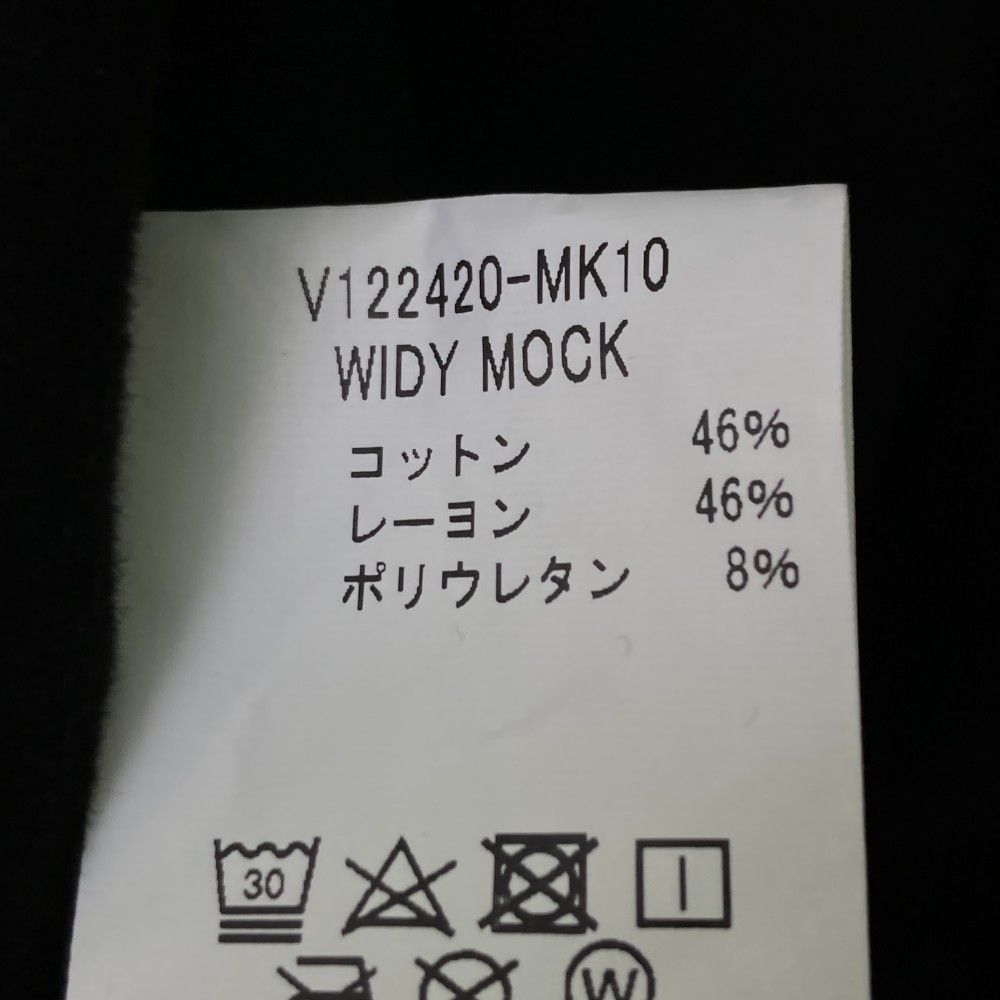 V122420-MK10
WIDY MOCK
コットン 46%
レーヨン 46%
ポリウレタン 8%
30
W